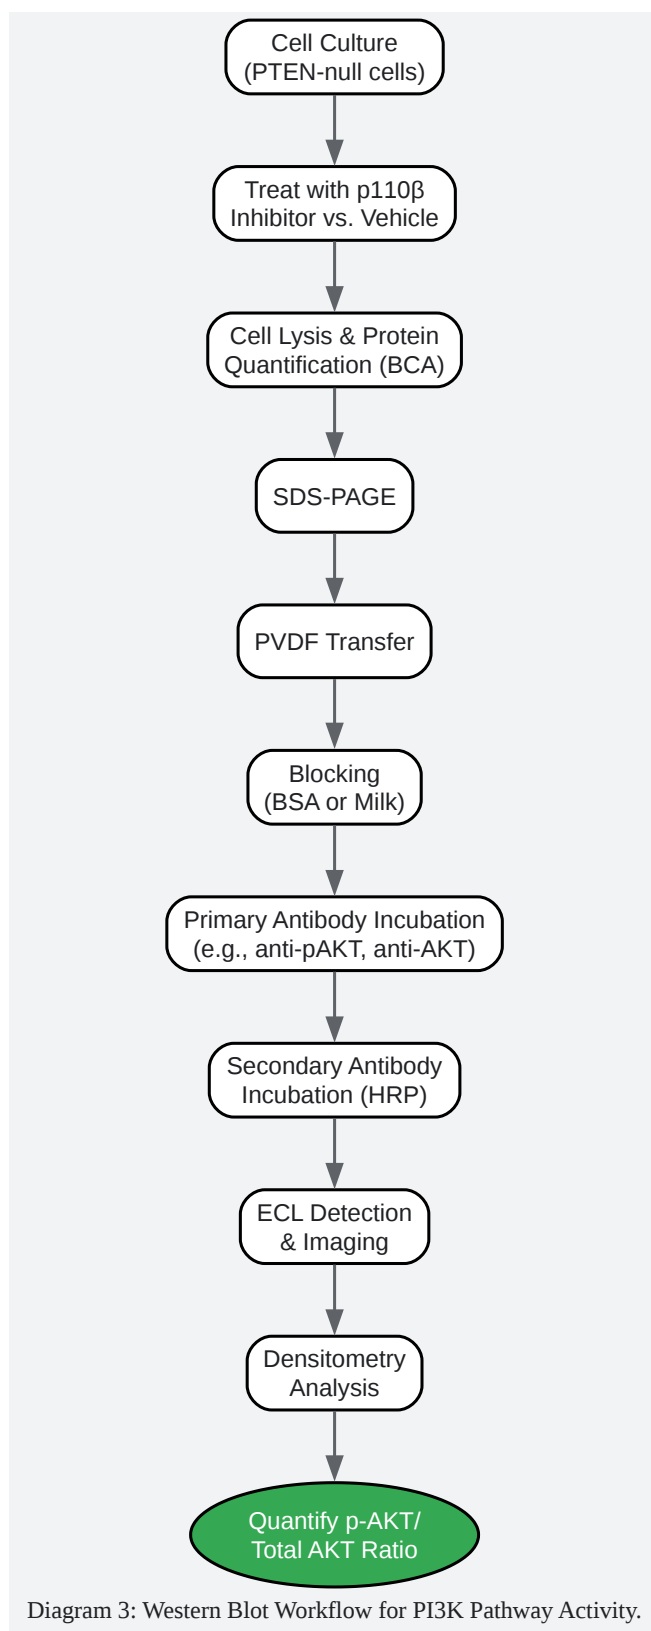 Cell Culture
(PTEN-null cells)
Treat with p110β
Inhibitor vs. Vehicle
Cell Lysis & Protein
Quantification (BCA)
SDS-PAGE
PVDF Transfer
Blocking
(BSA or Milk)
Primary Antibody Incubation
(e.g., anti-pAKT, anti-AKT)
Secondary Antibody
Incubation (HRP)
ECL Detection
& Imaging
Densitometry
Analysis
Quantify p-AKT/
Total AKT Ratio
Diagram 3: Western Blot Workflow for PI3K Pathway Activity.